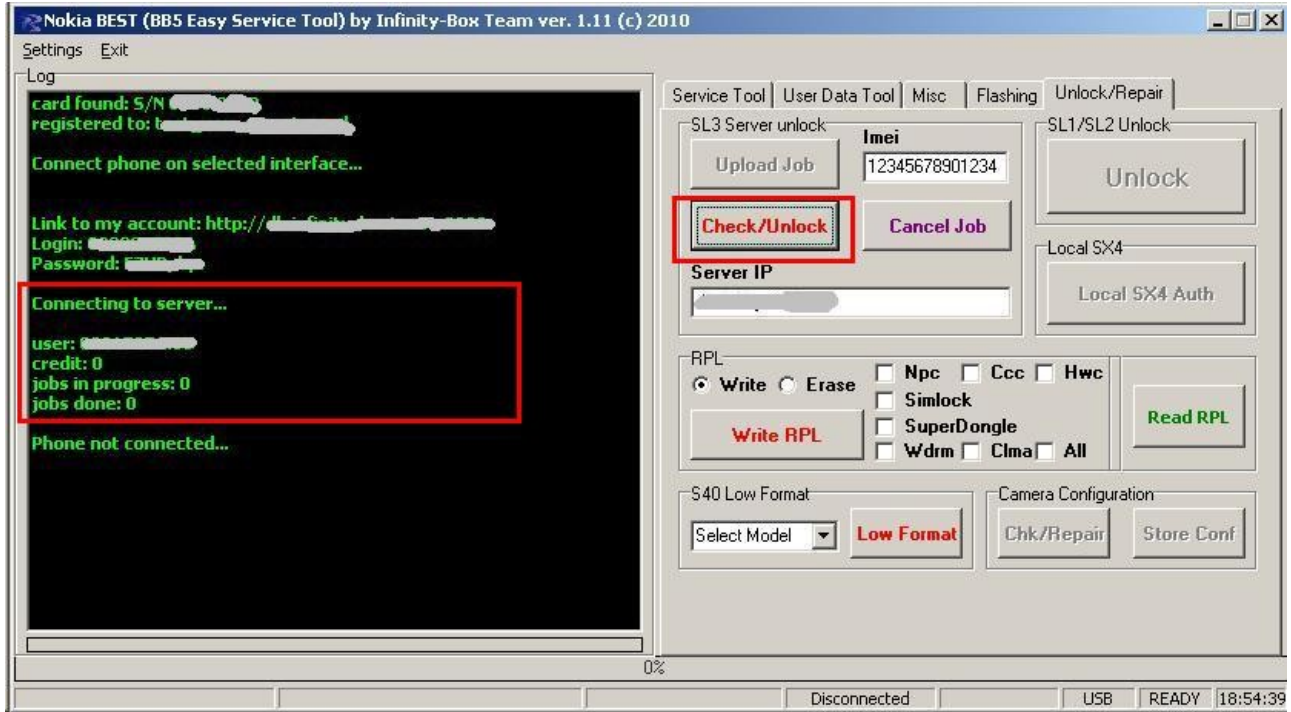 Nokia BEST (BB5 Easy Service Tool) by Infinity-Box Team ver. 1.11 (c) 2010
Settings Exit
Log
card found: S/N
registered to:
Connect phone on selected interface...
Link to my account: http://
Login:
Password:
Connecting to server...
user:
credit: 0
jobs in progress: 0
jobs done: 0
Phone not connected...
Service Tool User Data Tool Misc Flashing Unlock/Repair
SL3 Server unlock
Imei
Upload Job 12345678901234
Check/Unlock Cancel Job
Server IP
SL1/SL2 Unlock
Unlock
Local SX4
Local SX4 Auth
RPL
Write Erase Npc Ccc Hwc
Simlock
SuperDongle
Write RPL
Wdrm Clma All
Read RPL
S40 Low Format
Select Model Low Format
Camera Configuration
Chk/Repair Store Conf
0%
Disconnected USB READY 18:54:39